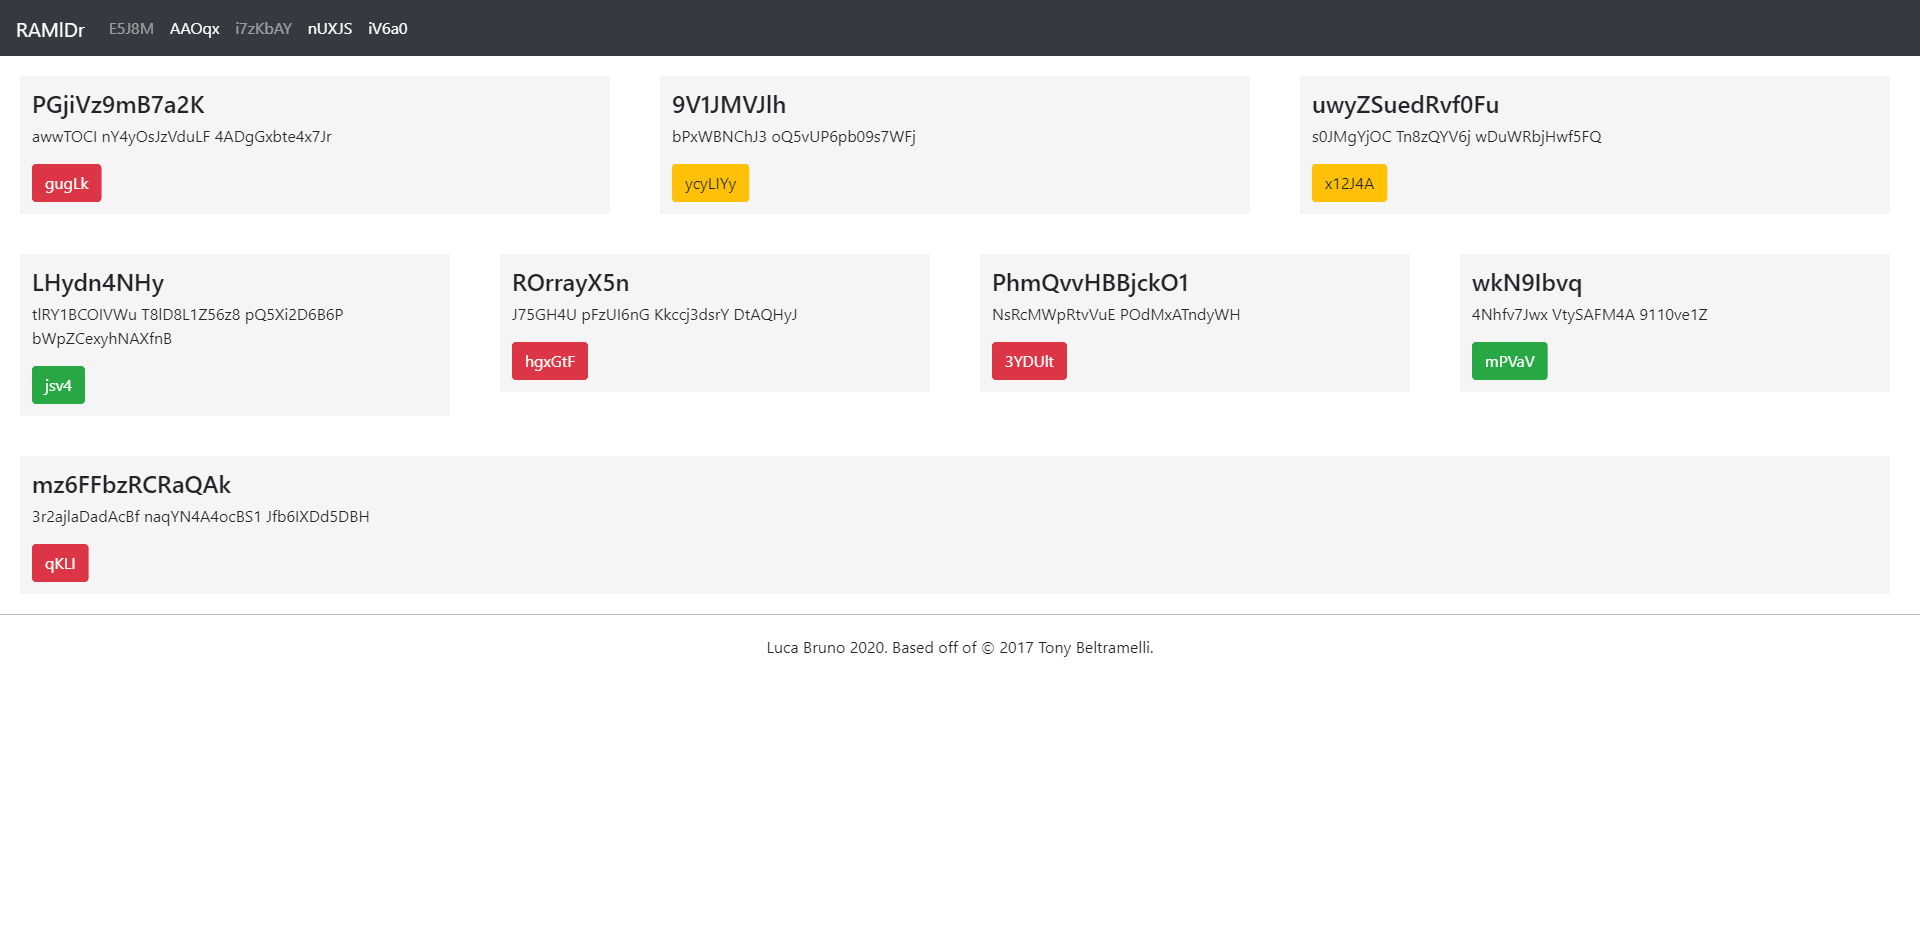 RAMlDr E5J8M AAOqx i7zKbAY nUXJS iV6a0
PGjiVz9mB7a2K
awwTOCI nY4yOsJzVduLF 4ADgGxbte4x7Jr
gugLk
9V1JMVJlh
bPxWBNChJ3 oQ5vUP6pb09s7WFj
ycyLIYy
uwyZSuedRvf0Fu
s0JMgYjOC Tn8zQYV6j wDuWRbjHwf5FQ
x12J4A
LHydn4NHy
tlRY1BCOIVWu T8lD8L1Z56z8 pQ5Xi2D6B6P
bWpZCexyhNAXfnB
jsv4
ROrrayX5n
J75GH4U pFzUI6nG Kkccj3dsrY DtAQHyJ
hgxGtF
PhmQvvHBBjckO1
NsRcMWpRtvVuE POdMxATndyWH
3YDUlt
wkN9Ibvq
4Nhfv7Jwx VtySAFM4A 9110ve1Z
mPVaV
mz6FFbzRCRaQAk
3r2ajlaDadAcBf naqYN4A4ocBS1 Jfb6IXDd5DBH
qKLI
Luca Bruno 2020. Based off of © 2017 Tony Beltramelli.